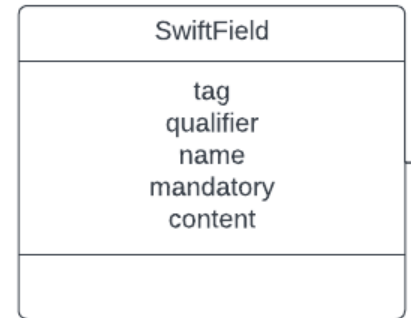 SwiftField
tag
qualifier
name
mandatory
content